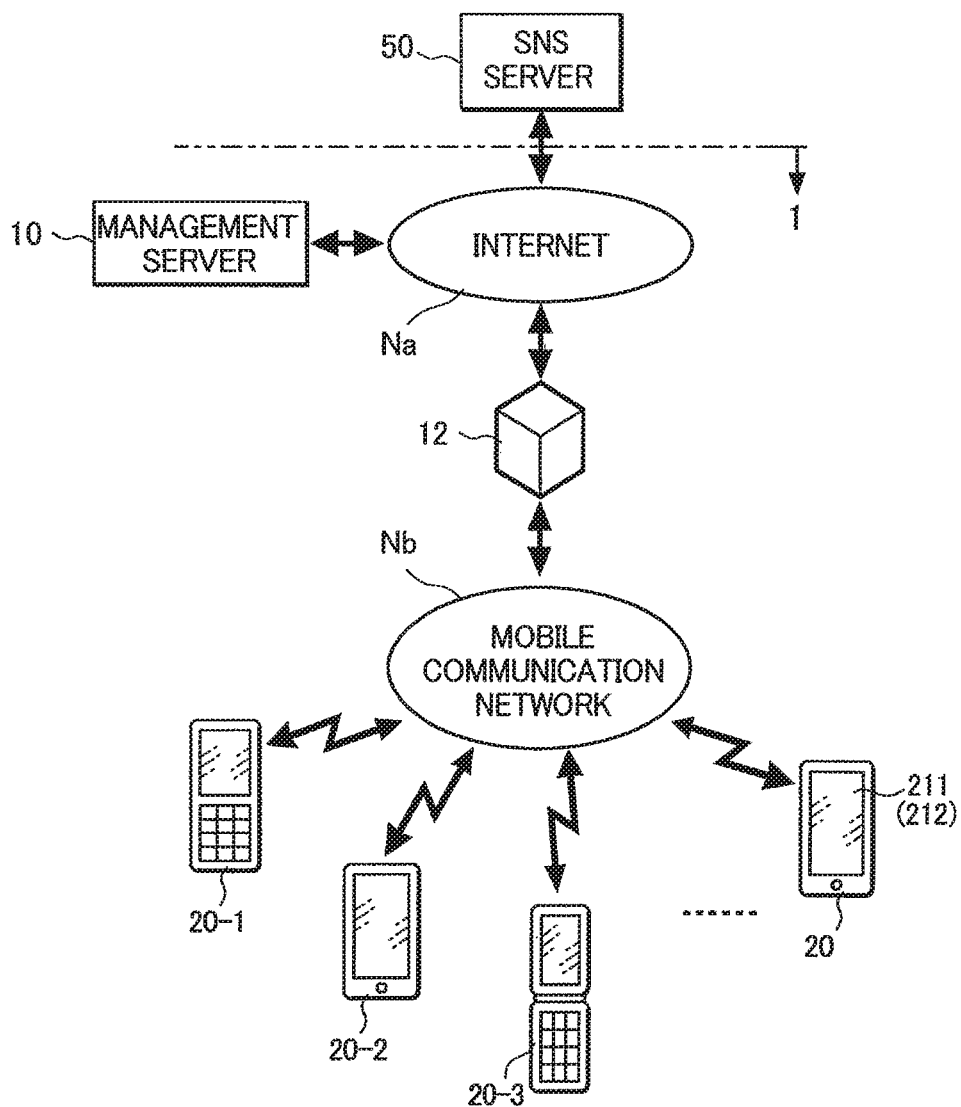 50
SNS
SERVER
1
10
MANAGEMENT
SERVER
INTERNET
Na
12
Nb
MOBILE
COMMUNICATION
NETWORK
211
(212)
20-1
20
20-2
20-3